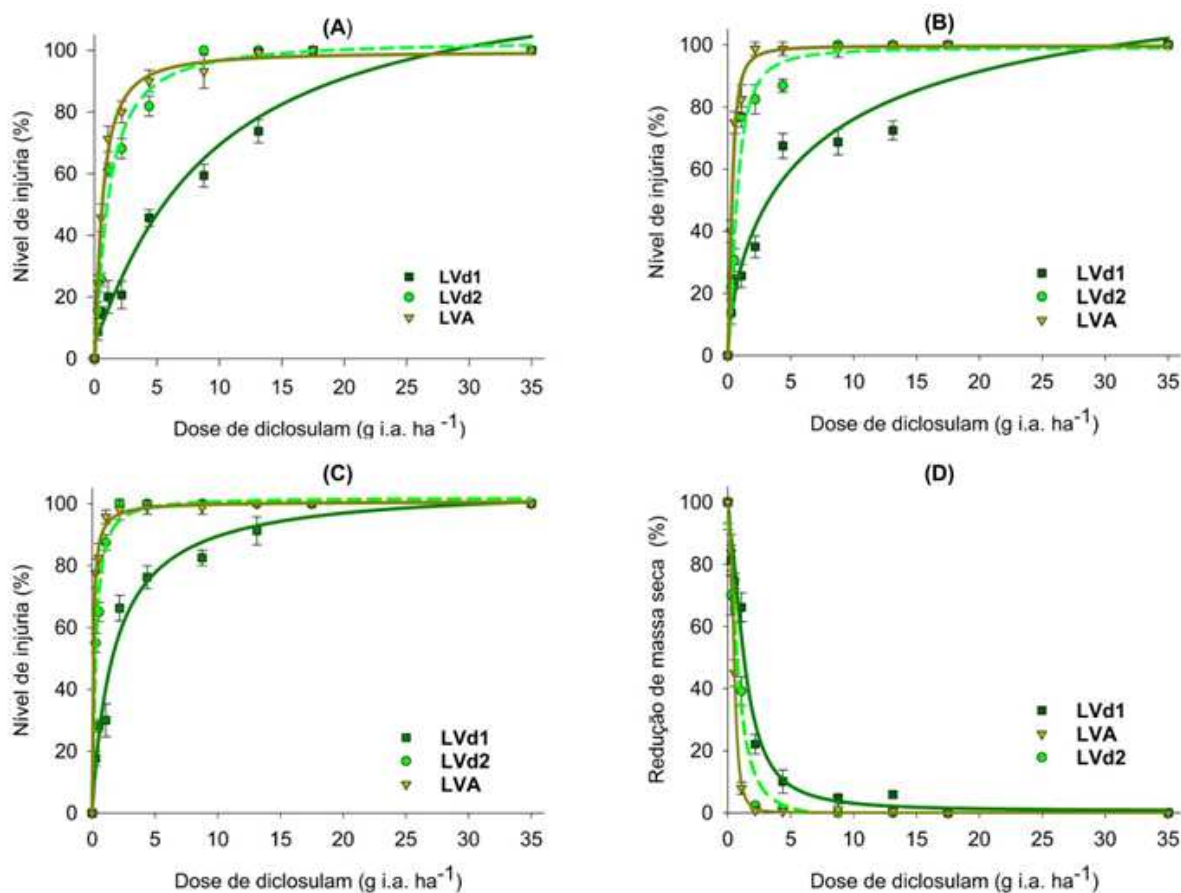 (A)
Nível de injúria (%)
100
80
60
40
20
0
LVd1
LVd2
LVA
0 5 10 15 20 25 30 35
Dose de diclosulam (g i.a. ha -1)
(B)
Nível de injúria (%)
100
80
60
40
20
0
LVd1
LVd2
LVA
0 5 10 15 20 25 30 35
Dose de diclosulam (g i.a. ha-1)
(C)
Nível de injúria (%)
100
80
60
40
20
0
LVd1
LVd2
LVA
0 5 10 15 20 25 30 35
Dose de diclosulam (g i.a. ha-1)
(D)
Redução de massa seca (%)
100
80
60
40
20
0
LVd1
LVA
LVd2
0 5 10 15 20 25 30 35
Dose de diclosulam (g i.a. ha-1)